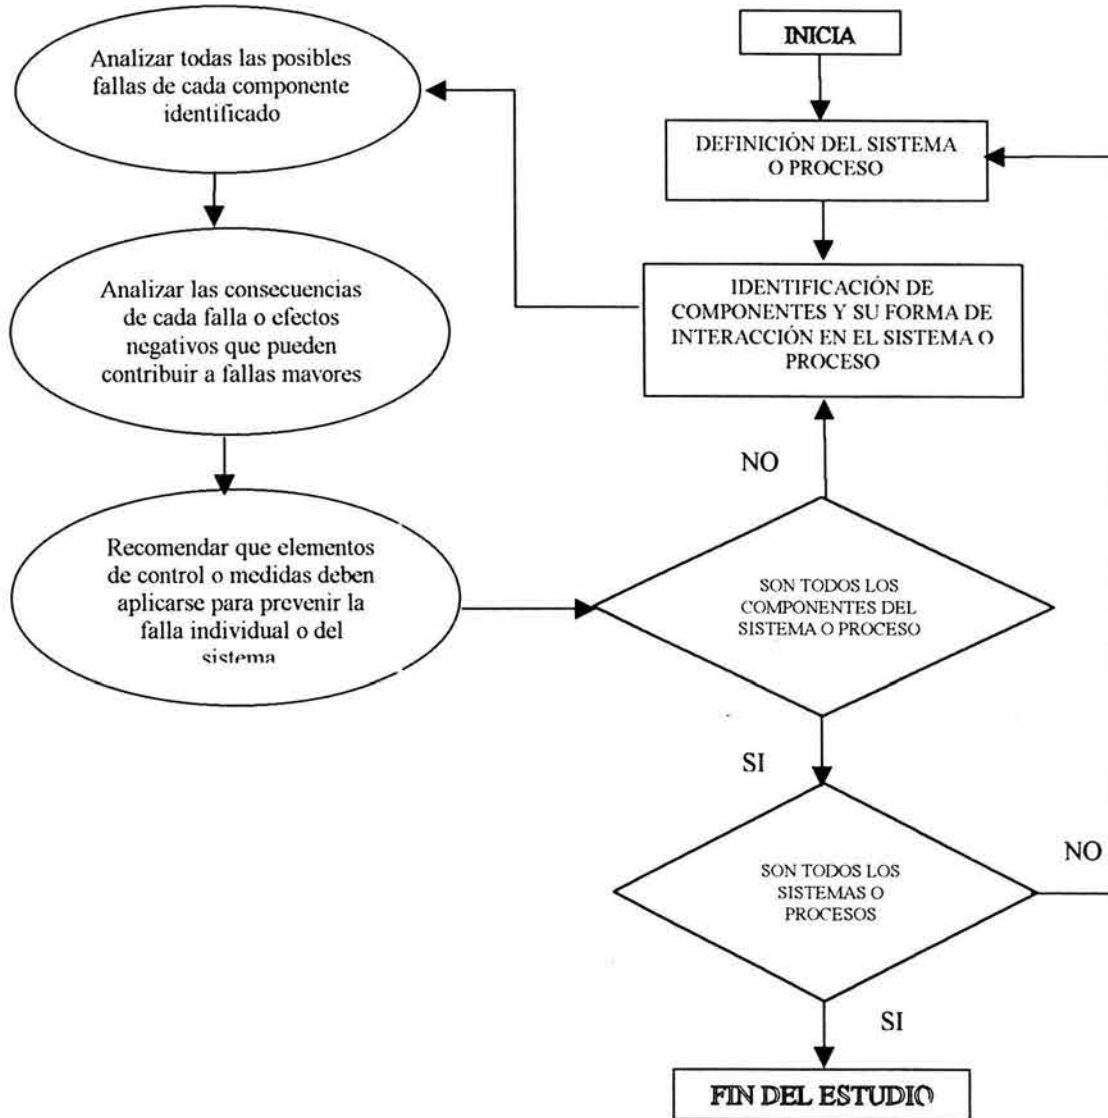 INICIA
DEFINICIÓN DEL SISTEMA
O PROCESO
IDENTIFICACIÓN DE
COMPONENTES Y SU FORMA DE
INTERACCIÓN EN EL SISTEMA O
PROCESO
Analizar todas las posibles
fallas de cada componente
identificado
Analizar las consecuencias
de cada falla o efectos
negativos que pueden
contribuir a fallas mayores
Recomendar que elementos
de control o medidas deben
aplicarse para prevenir la
falla individual o del
sistema
SON TODOS LOS
COMPONENTES DEL
SISTEMA O PROCESO
NO
SI
SON TODOS LOS
SISTEMAS O
PROCESOS
NO
SI
FIN DEL ESTUDIO